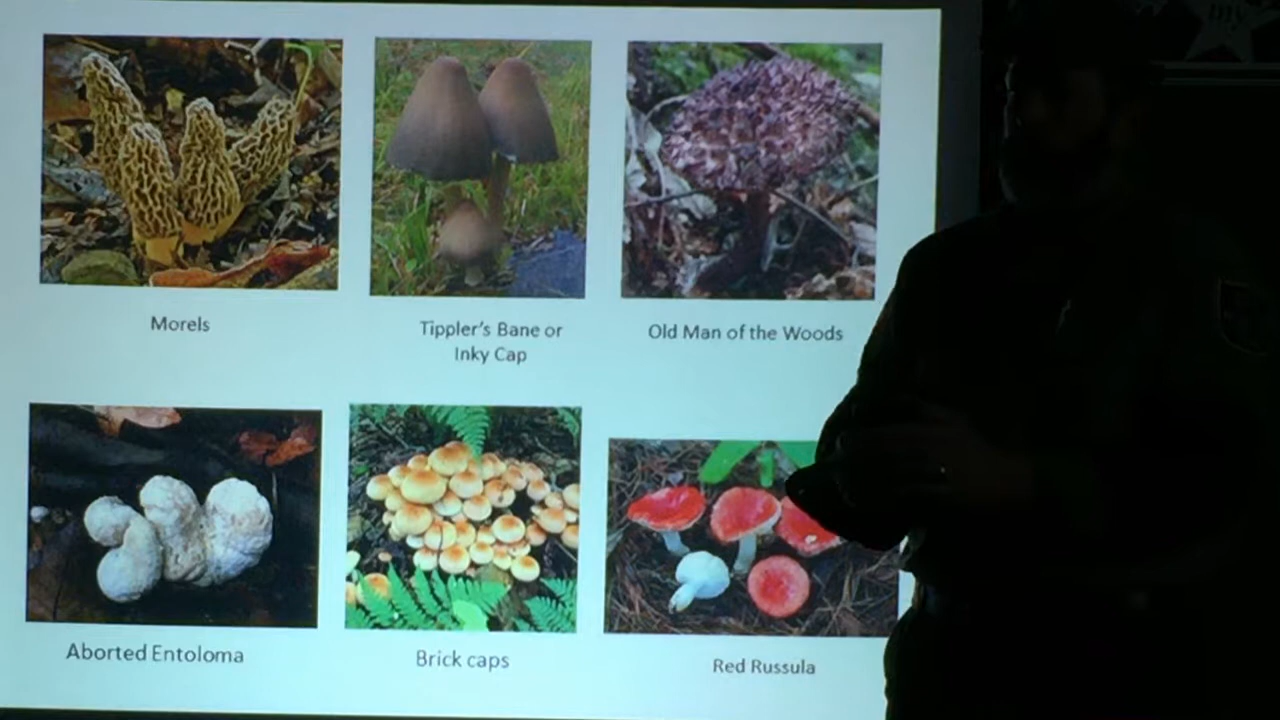 Morels
Tippler's Bane or
Inky Cap
Old Man of the Woods
Aborted Entoloma
Brick caps
Red Russula